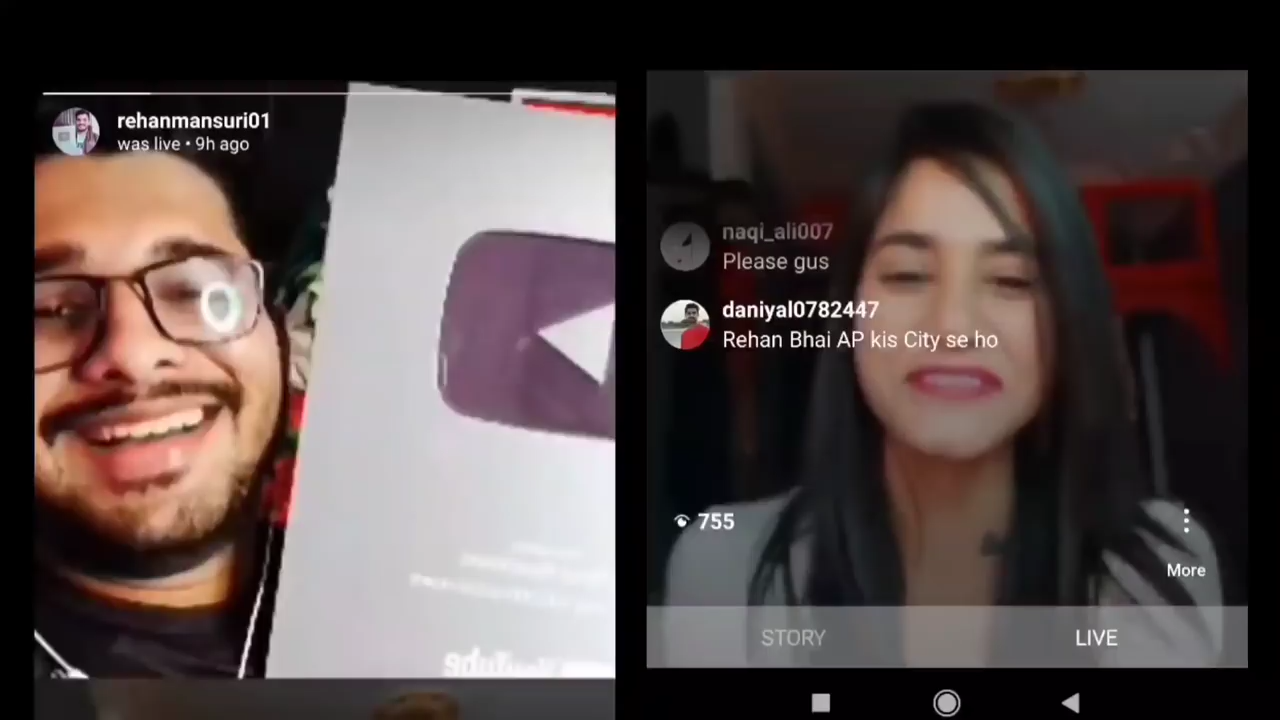 rehanmansuri01
was live • 9h ago
naqi_ali007
Please gus
daniyal0782447
Rehan Bhai AP kis City se ho
755
More
STORY
LIVE